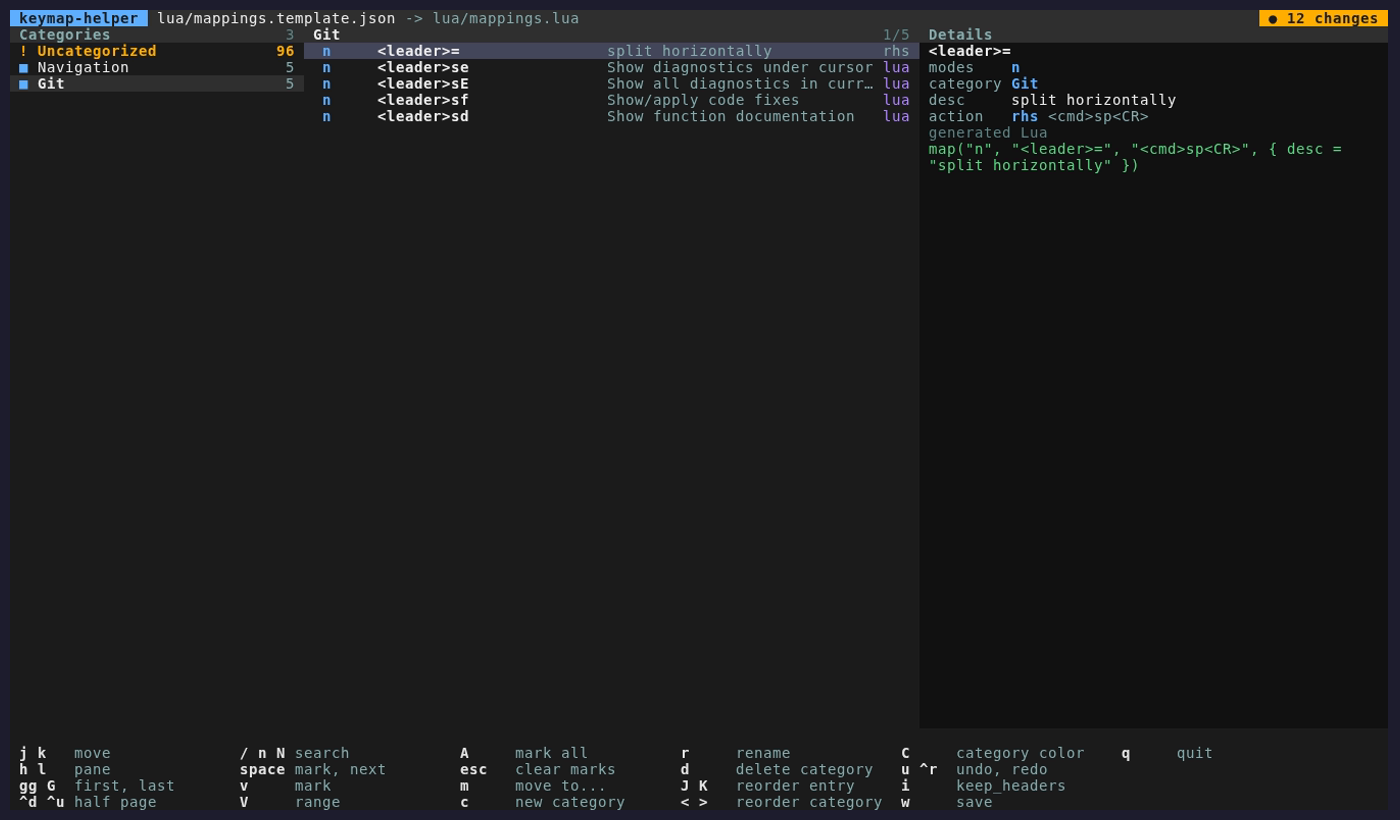 keymap-helper lua/mappings.template.json -> lua/mappings.lua ● 12 changes
Categories 3 Git 1/5 Details
! Uncategorized 96 n <leader>= split horizontally rhs <leader>=
■ Navigation 5 n <leader>se Show diagnostics under cursor lua modes n
■ Git 5 n <leader>sE Show all diagnostics in curr… lua category Git
n <leader>sf Show/apply code fixes lua desc split horizontally
n <leader>sd Show function documentation lua action rhs <cmd>sp<CR>
generated Lua
map("n", "<leader>=", "<cmd>sp<CR>", { desc =
"split horizontally" })
j k move / n N search A mark all r rename C category color q quit
h l pane space mark, next esc clear marks d delete category u ^r undo, redo
gg G first, last v mark m move to... J K reorder entry i keep_headers
^d ^u half page V range c new category < > reorder category w save